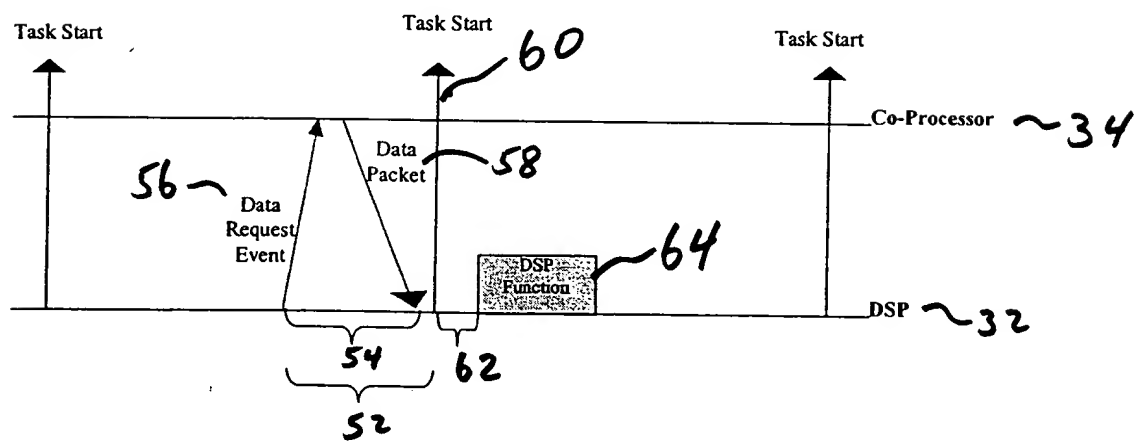 Task Start
Task Start
Task Start
60
Co-Processor
34
Data
Packet
58
56
Data
Request
Event
DSP
Function
64
DSP
32
54
62
52